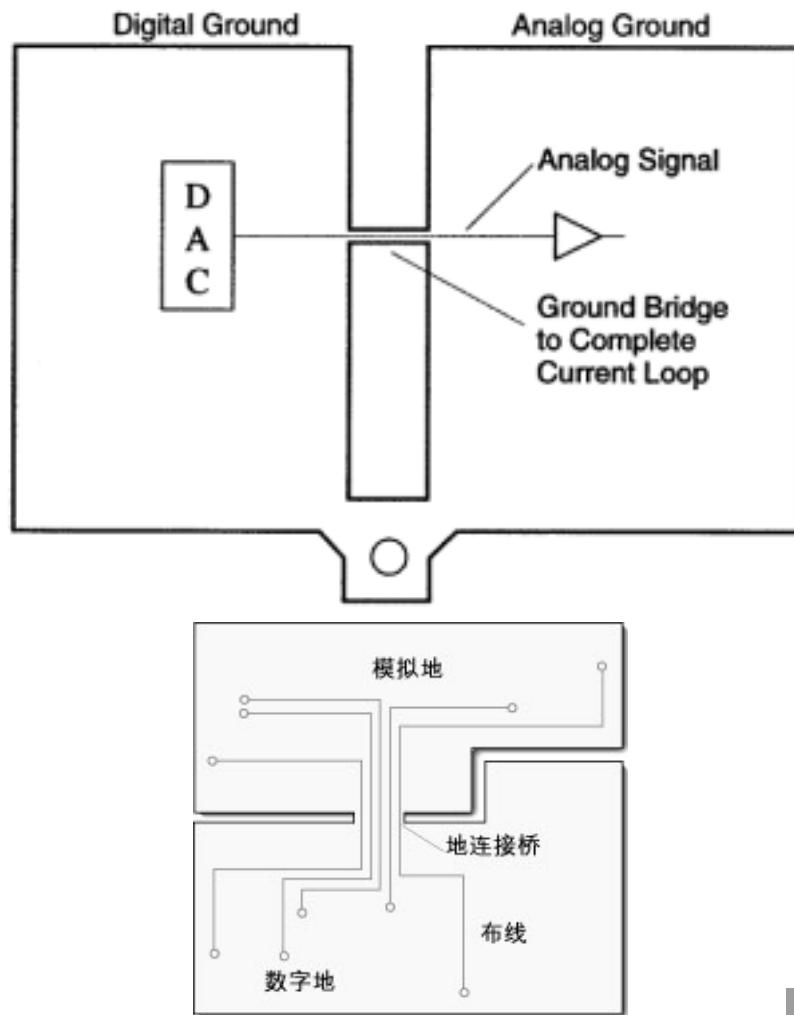 Digital Ground
Analog Ground
D
A
C
Analog Signal
Ground Bridge
to Complete
Current Loop
模拟地
地连接桥
布线
数字地